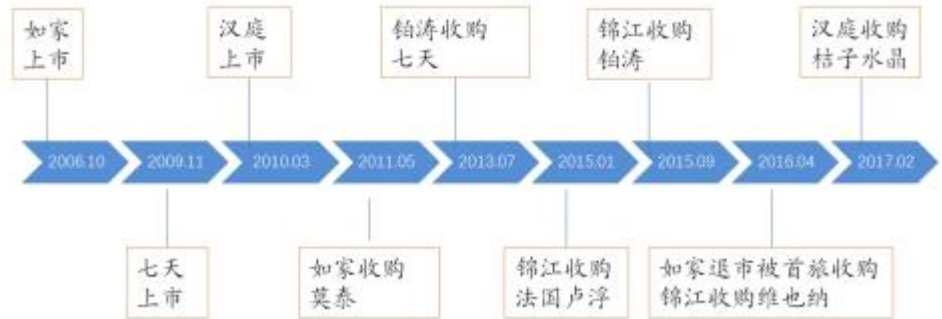 如家
上市
汉庭
上市
铂涛收购
七天
锦江收购
铂涛
汉庭收购
桔子水晶
2006.10
2009.11
2010.03
2011.05
2013.07
2015.01
2015.09
2016.04
2017.02
七天
上市
如家收购
莫泰
锦江收购
法国卢浮
如家退市被首旅收购
锦江收购维也纳